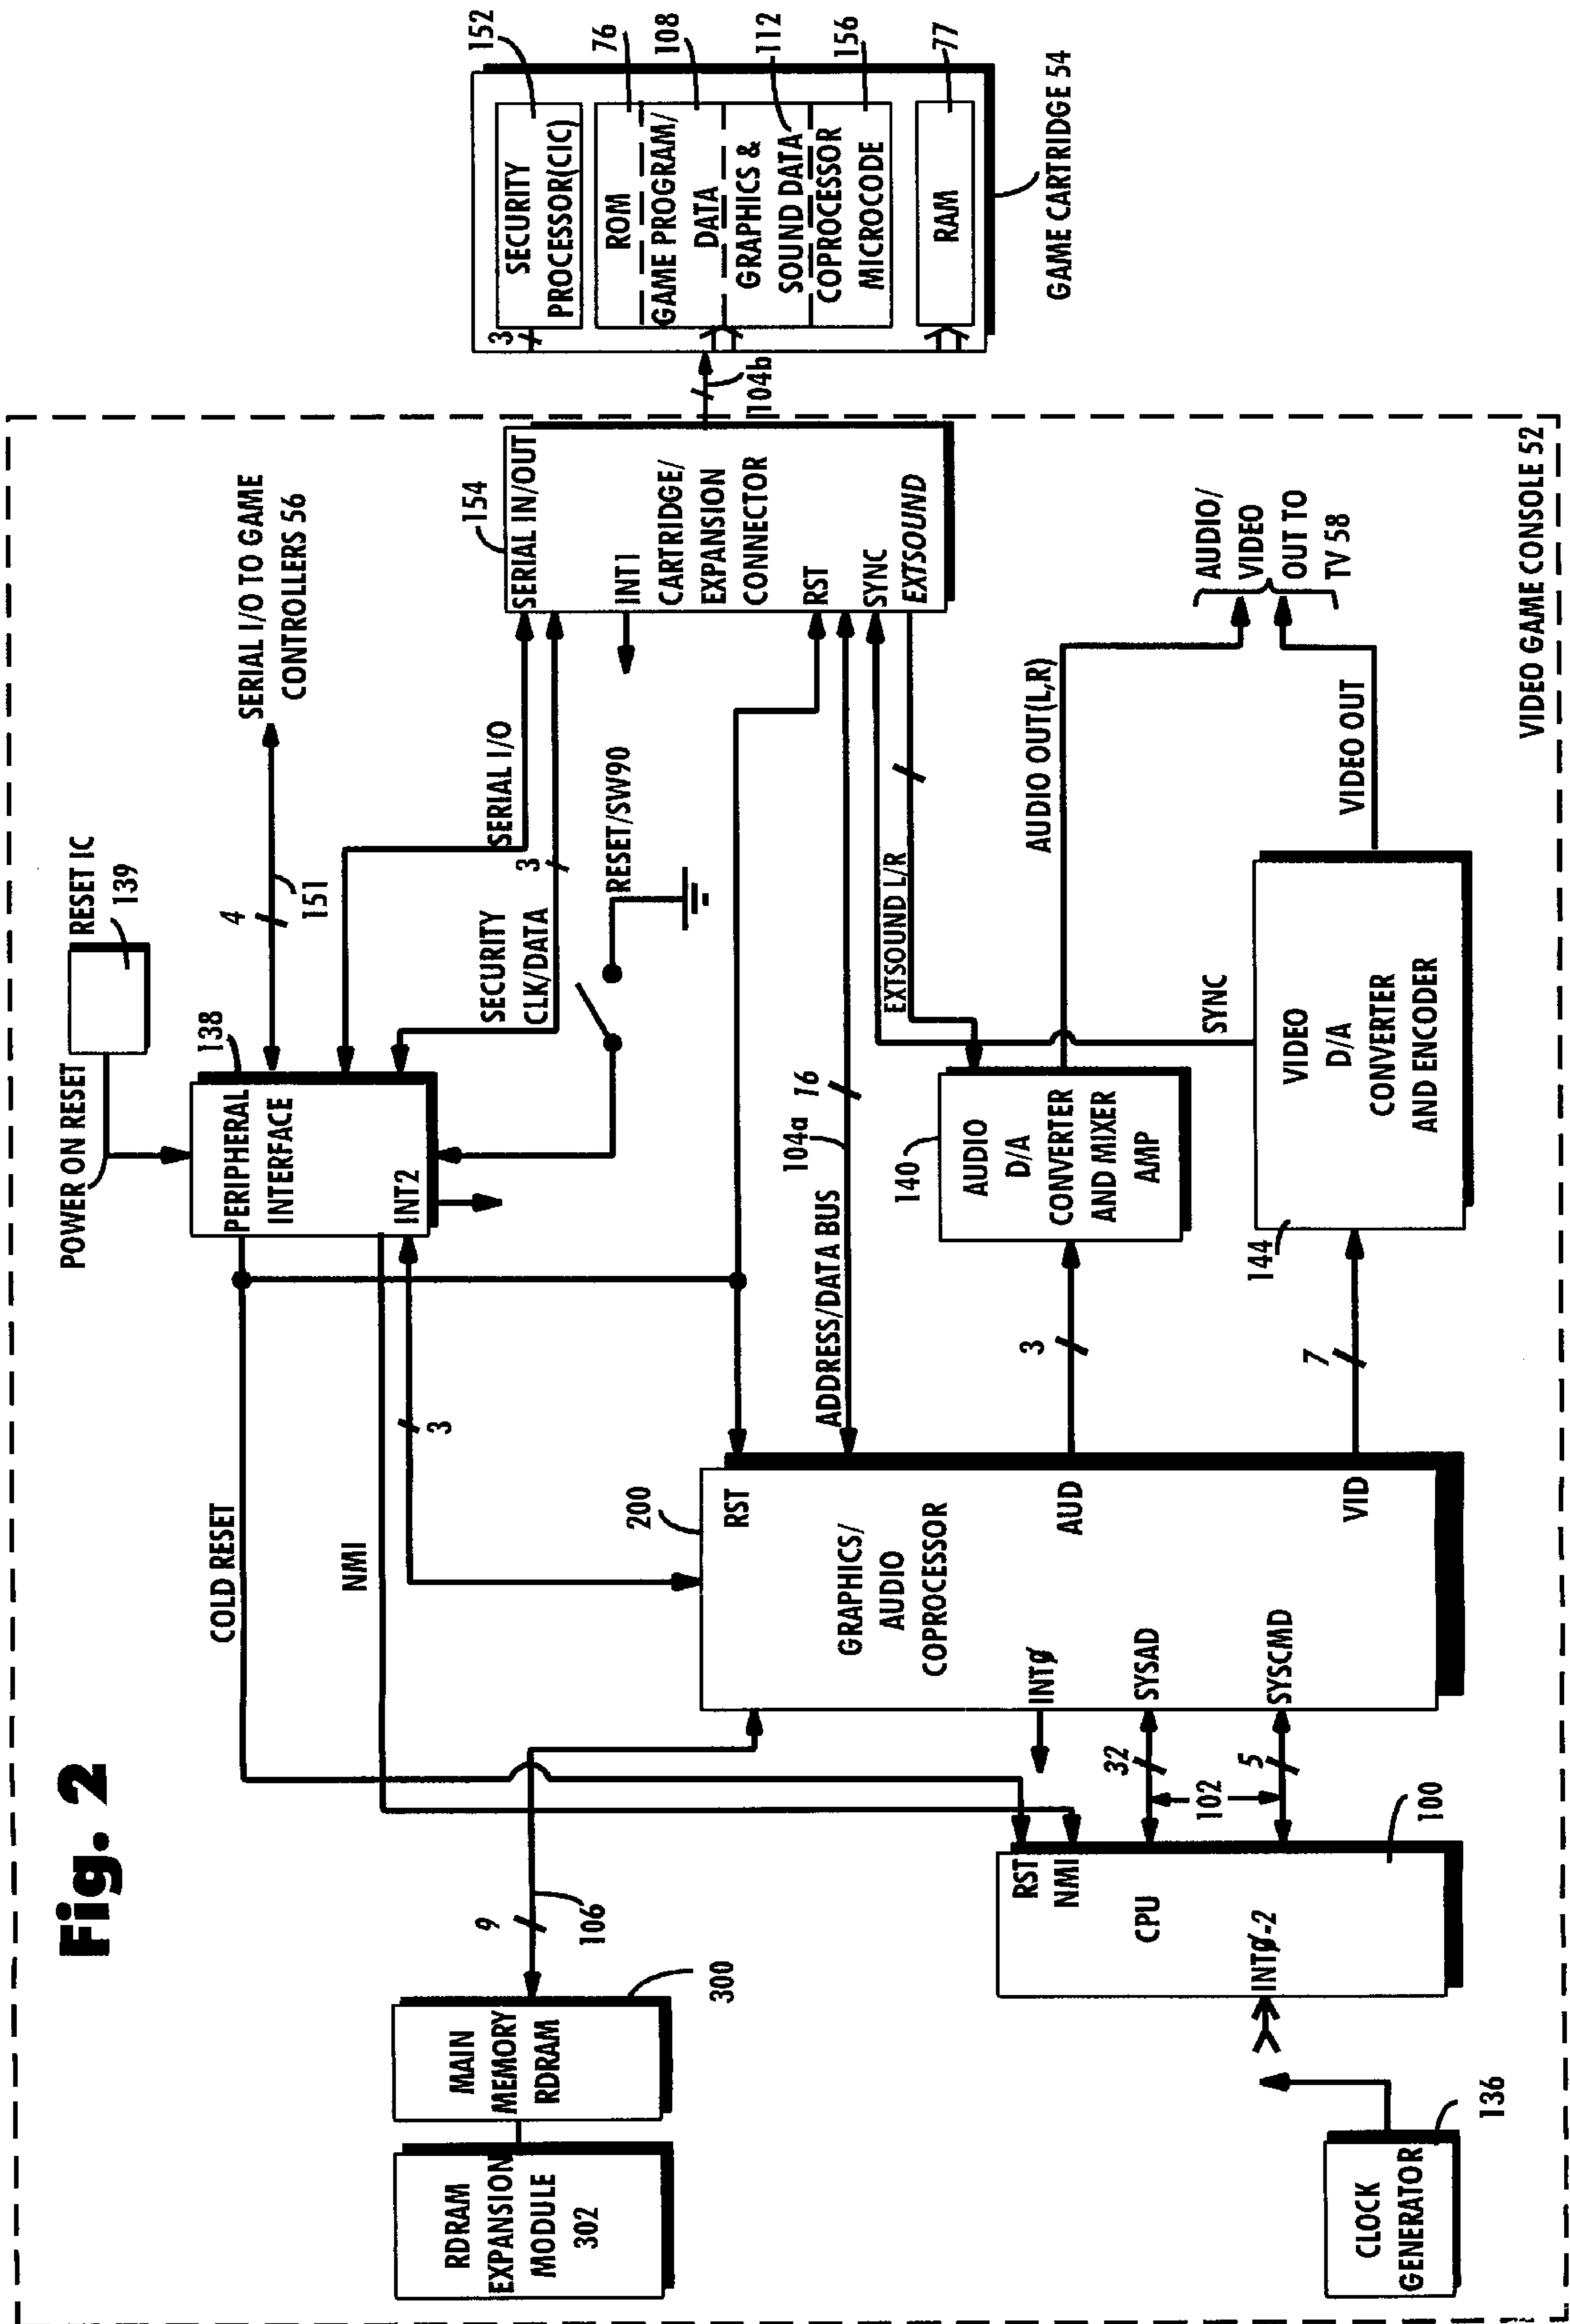 Fig. 2
VIDEO GAME CONSOLE 52
RDRAM
EXPANSION
MODULE
302
MAIN
MEMORY
RDRAM
300
9
106
CLOCK
GENERATOR
136
CPU
RST
NMI
INTØ-2
100
102
32
5
COLD RESET
NMI
3
GRAPHICS/
AUDIO
COPROCESSOR
200
RST
AUD
VID
INTØ
SYSAD
SYSCMD
POWER ON RESET
RESET IC
139
PERIPHERAL
INTERFACE
INT2
138
4
151
SERIAL I/O TO GAME
CONTROLLERS 56
SERIAL I/O
SECURITY
CLK/DATA
3
RESET/SW90
ADDRESS/DATA BUS
104a
16
3
7
AUDIO
D/A
CONVERTER
AND MIXER
AMP
140
EXTSOUND L/R
VIDEO
D/A
CONVERTER
AND ENCODER
144
SYNC
AUDIO OUT(L,R)
VIDEO OUT
AUDIO/
VIDEO
OUT TO
TV 58
154
SERIAL IN/OUT
INT1
CARTRIDGE/
EXPANSION
CONNECTOR
RST
SYNC
EXTSOUND
104b
3
SECURITY
PROCESSOR(CIC)
152
ROM
76
GAME PROGRAM/
DATA
108
GRAPHICS &
SOUND DATA
112
COPROCESSOR
MICROCODE
156
RAM
77
GAME CARTRIDGE 54